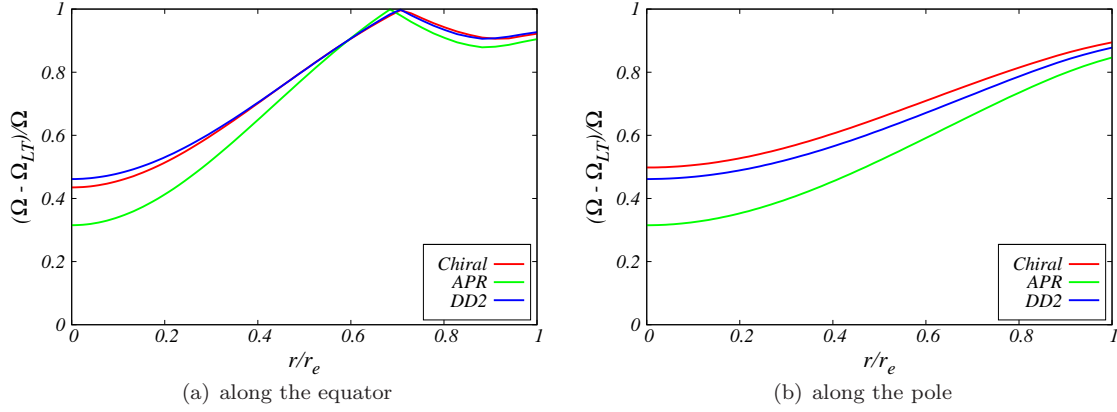 1
0.8
0.6
0.4
0.2
0
(Ω - Ω_LT)/Ω
Chiral
APR
DD2
0 0.2 0.4 0.6 0.8 1
r/r_e
(a) along the equator
1
0.8
0.6
0.4
0.2
0
(Ω - Ω_LT)/Ω
Chiral
APR
DD2
0 0.2 0.4 0.6 0.8 1
r/r_e
(b) along the pole